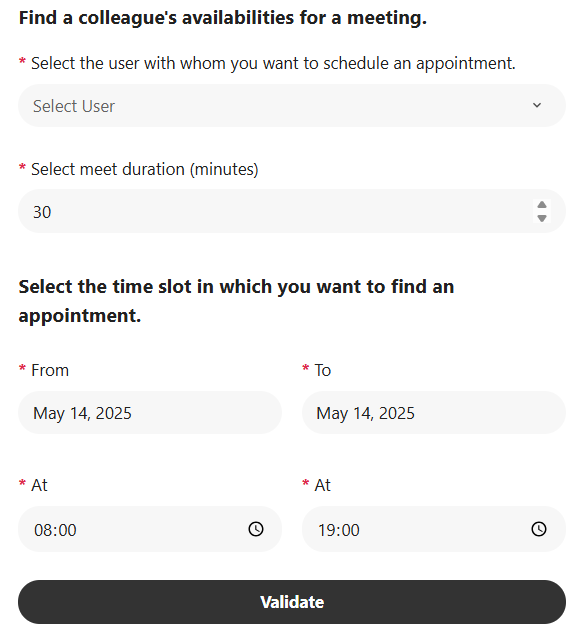 Find a colleague's availabilities for a meeting.
* Select the user with whom you want to schedule an appointment.
Select User
* Select meet duration (minutes)
30
Select the time slot in which you want to find an
appointment.
* From
* To
May 14, 2025
May 14, 2025
* At
* At
08:00
19:00
Validate